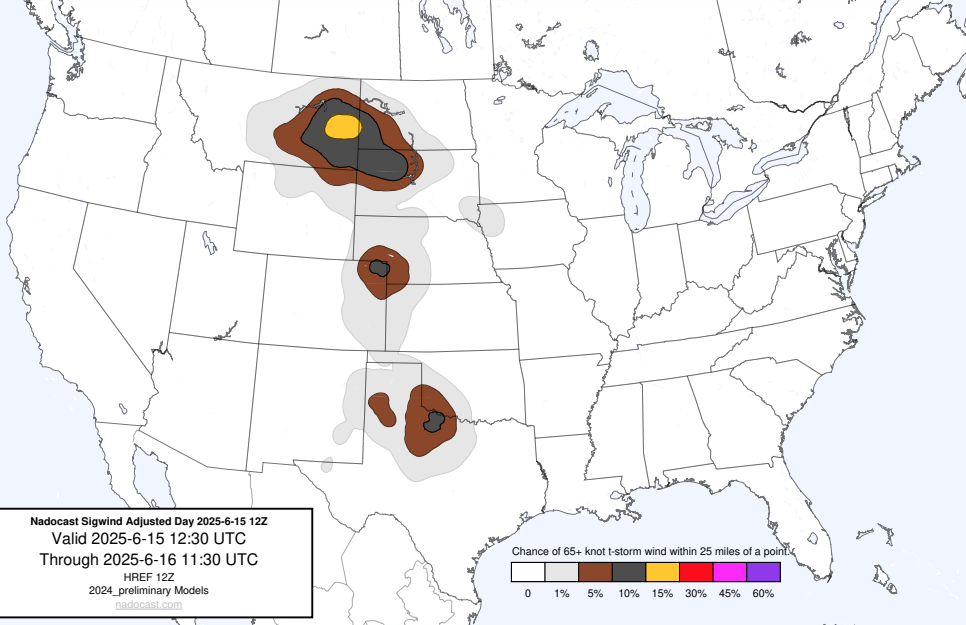 Nadocast Sigwind Adjusted Day 2025-6-15 12Z
Valid 2025-6-15 12:30 UTC
Through 2025-6-16 11:30 UTC
HREF 12Z
2024_preliminary Models
nadocast.com
Chance of 65+ knot t-storm wind within 25 miles of a point.
0 1% 5% 10% 15% 30% 45% 60%